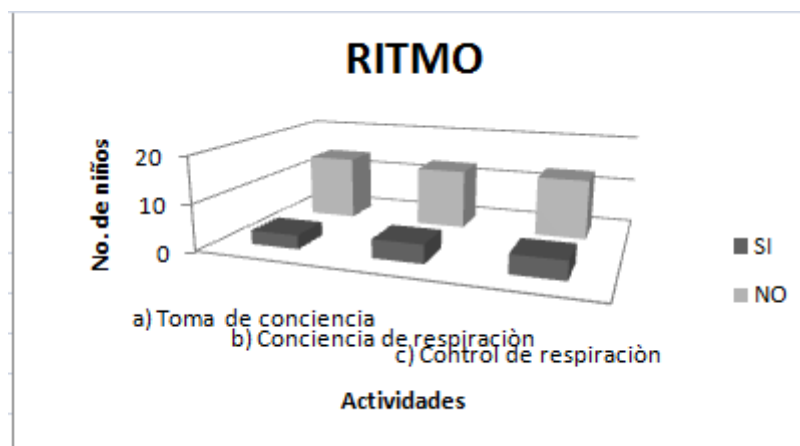 RITMO
No. de niños
20
10
0
SI
NO
a) Toma de conciencia
b) Conciencia de respiraciòn
c) Control de respiraciòn
Actividades